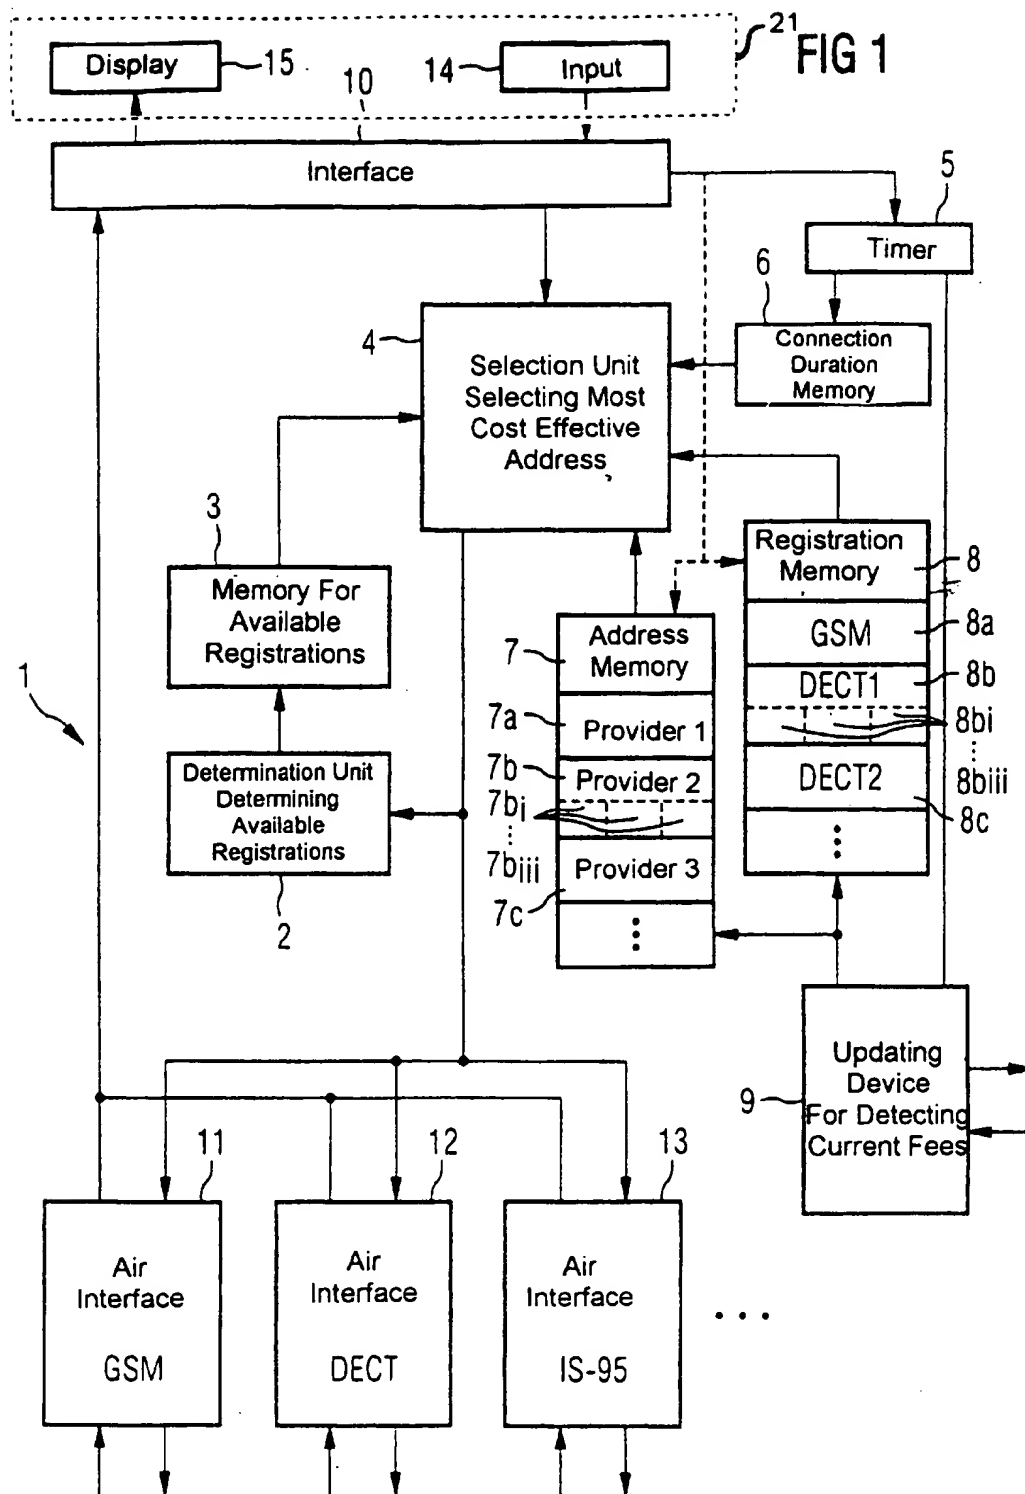 21
FIG 1
Display
15
14
Input
10
Interface
5
Timer
6
Connection
Duration
Memory
4
Selection Unit
Selecting Most
Cost Effective
Address
3
Memory For
Available
Registrations
Registration
Memory
8
GSM
8a
DECT1
8b
8bi
8biii
DECT2
8c
7
Address
Memory
7a
Provider 1
7b
Provider 2
7bi
7biii
Provider 3
7c
1
Determination Unit
Determining
Available
Registrations
2
9
Updating
Device
For Detecting
Current Fees
11
12
13
Air
Interface
GSM
Air
Interface
DECT
Air
Interface
IS-95